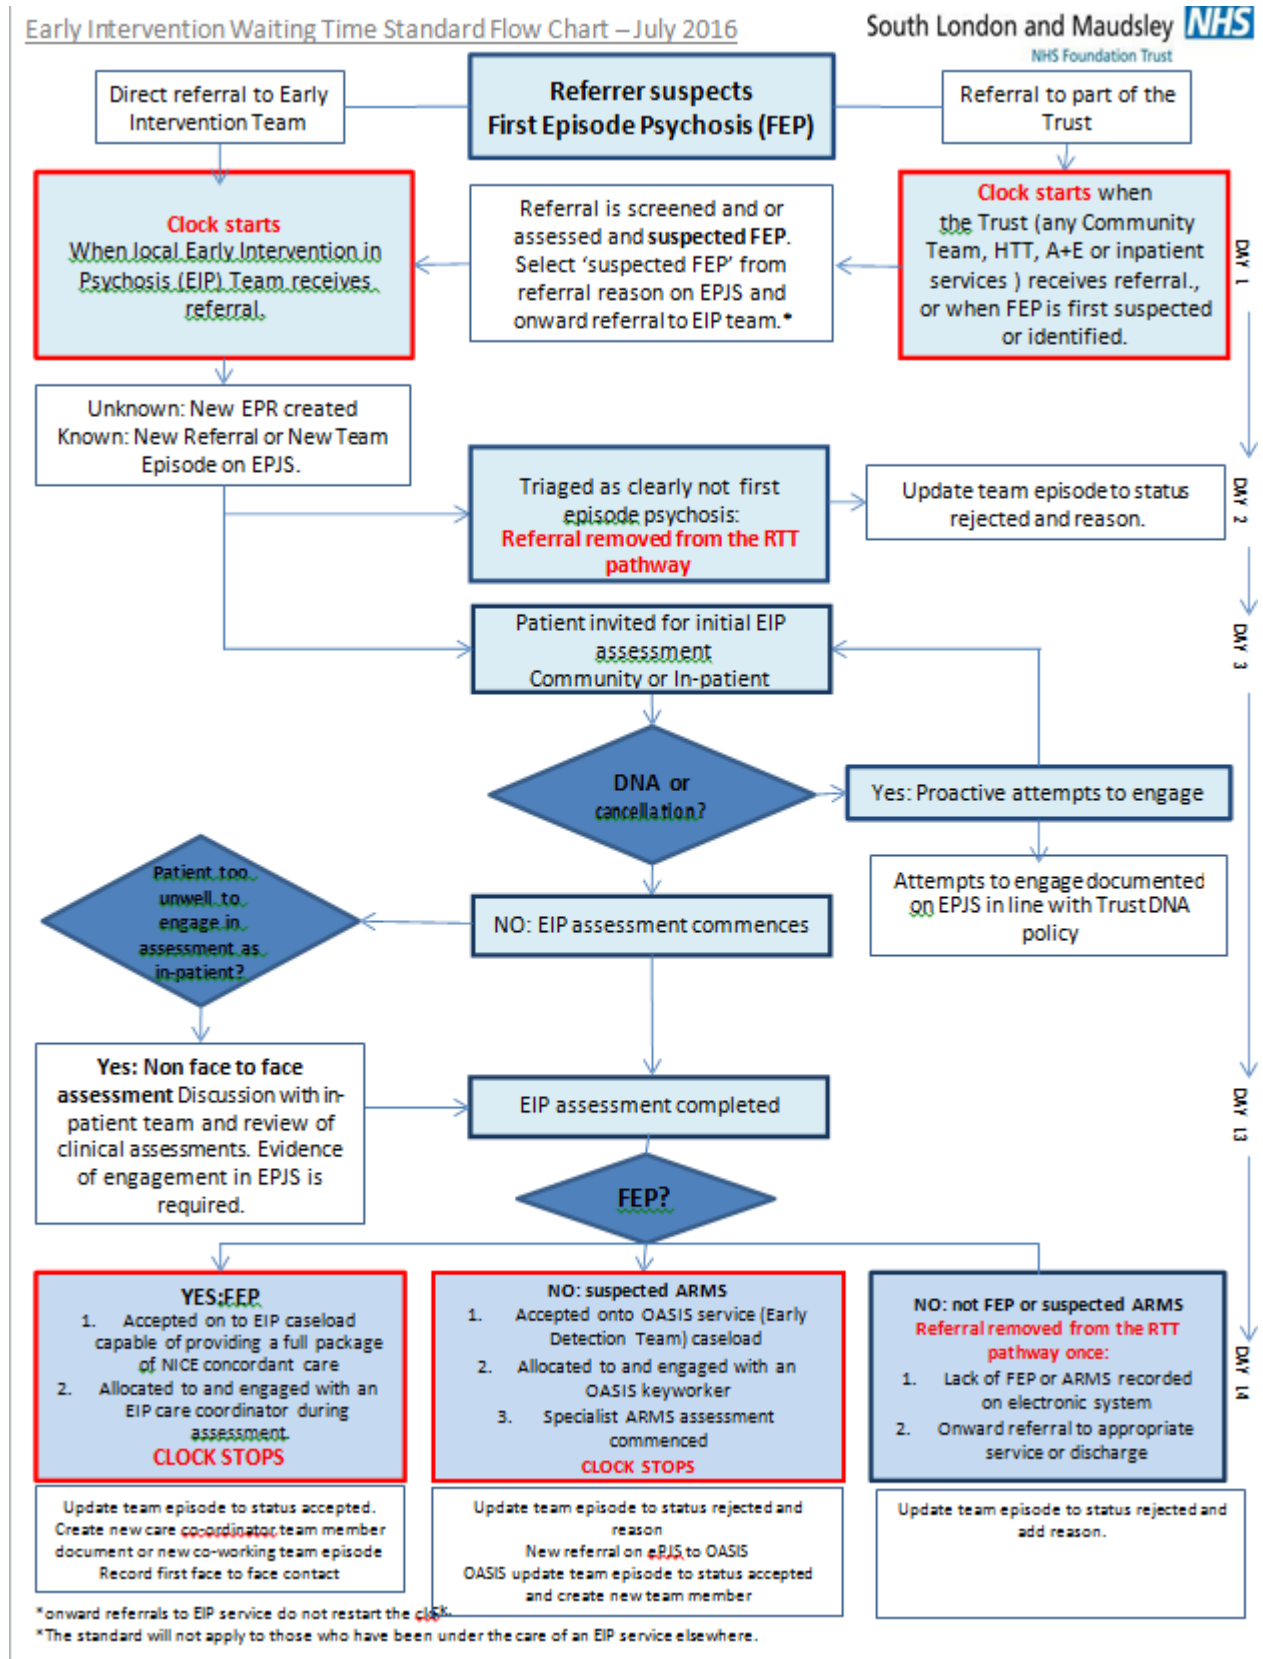 Early Intervention Waiting Time Standard Flow Chart – July 2016
South London and Maudsley NHS
NHS Foundation Trust
Direct referral to Early
Intervention Team
Referrer suspects
First Episode Psychosis (FEP)
Referral to part of the
Trust
Clock starts
When local Early Intervention in
Psychosis (EIP) Team receives
referral.
Referral is screened and or
assessed and suspected FEP.
Select ‘suspected FEP’ from
referral reason on EPJS and
onward referral to EIP team.*
Clock starts when
the Trust (any Community
Team, HTT, A+E or inpatient
services ) receives referral.,
or when FEP is first suspected
or identified.
DAY 1
Unknown: New EPR created
Known: New Referral or New Team
Episode on EPJS.
Triaged as clearly not first
episode psychosis:
Referral removed from the RTT
pathway
Update team episode to status
rejected and reason.
DAY 2
Patient invited for initial EIP
assessment
Community or In-patient
DAY 3
DNA or
cancellation?
Yes: Proactive attempts to engage
Attempts to engage documented
on EPJS in line with Trust DNA
policy
Patient too
unwell to
engage in
assessment as
in-patient?
NO: EIP assessment commences
Yes: Non face to face
assessment Discussion with in-
patient team and review of
clinical assessments. Evidence
of engagement in EPJS is
required.
EIP assessment completed
DAY 13
FEP?
YES:FEP
1. Accepted on to EIP caseload
capable of providing a full package
of NICE concordant care
2. Allocated to and engaged with an
EIP care coordinator during
assessment.
CLOCK STOPS
NO: suspected ARMS
1. Accepted onto OASIS service (Early
Detection Team) caseload
2. Allocated to and engaged with an
OASIS keyworker
3. Specialist ARMS assessment
commenced
CLOCK STOPS
NO: not FEP or suspected ARMS
Referral removed from the RTT
pathway once:
1. Lack of FEP or ARMS recorded
on electronic system
2. Onward referral to appropriate
service or discharge
DAY 14
Update team episode to status accepted.
Create new care co-ordinator team member
document or new co-working team episode
Record first face to face contact
Update team episode to status rejected and
reason
New referral on ePJS to OASIS
OASIS update team episode to status accepted
and create new team member
Update team episode to status rejected and
add reason.
*onward referrals to EIP service do not restart the
*The standard will not apply to those who have been under the care of an EIP service elsewhere.